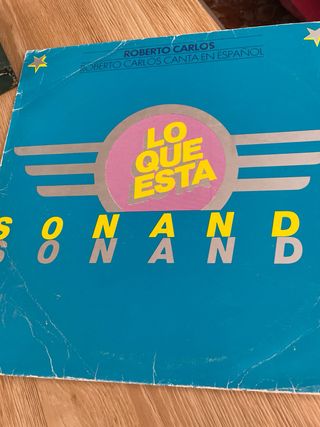 ROBERTO CARLOS
ROBERTO CARLOS CANTA EN ESPAÑOL
LO
QUE
ESTA
SONAND
SONAND